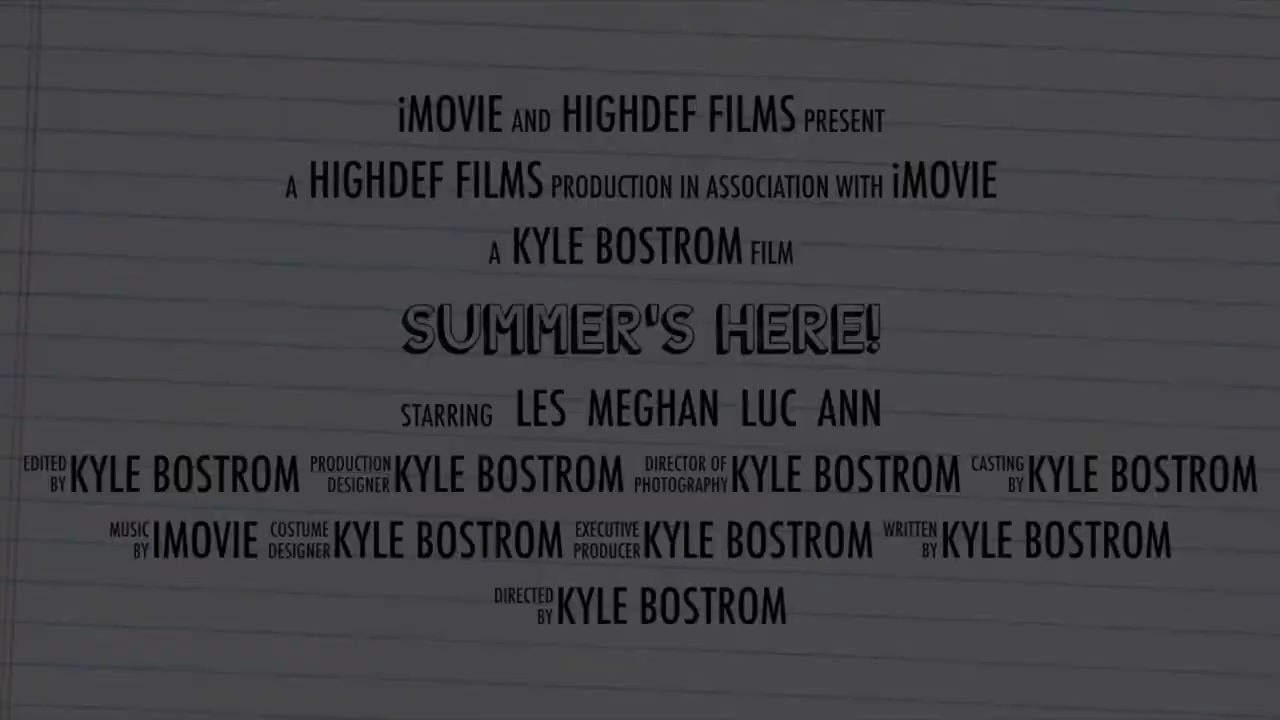 iMOVIE AND HIGHDEF FILMS PRESENT
A HIGHDEF FILMS PRODUCTION IN ASSOCIATION WITH iMOVIE
A KYLE BOSTROM FILM
SUMMER'S HERE!
STARRING LES MEGHAN LUC ANN
EDITED BY KYLE BOSTROM PRODUCTION DESIGNER KYLE BOSTROM DIRECTOR OF PHOTOGRAPHY KYLE BOSTROM CASTING BY KYLE BOSTROM
MUSIC BY IMOVIE COSTUME DESIGNER KYLE BOSTROM EXECUTIVE PRODUCER KYLE BOSTROM WRITTEN BY KYLE BOSTROM
DIRECTED BY KYLE BOSTROM